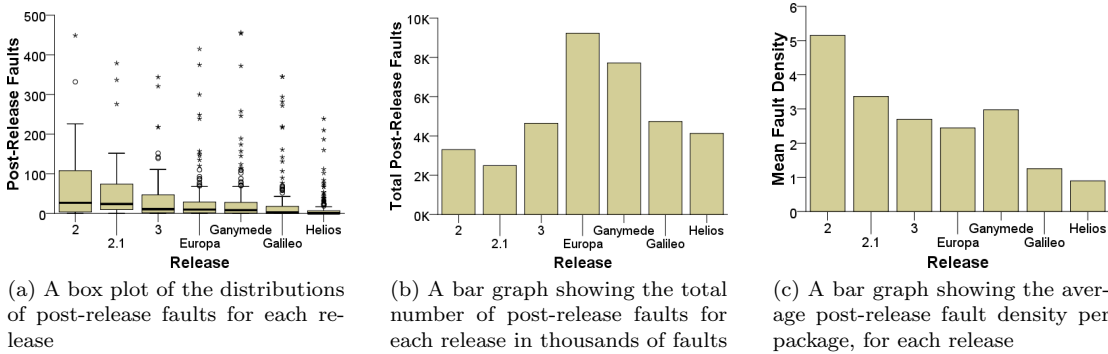 Post-Release Faults
500
400
300
200
100
0
2
2.1
3
Europa
Ganymede
Galileo
Helios
Release
(a) A box plot of the distributions
of post-release faults for each re-
lease
Total Post-Release Faults
10K
8K
6K
4K
2K
0K
2
2.1
3
Europa
Ganymede
Galileo
Helios
Release
(b) A bar graph showing the total
number of post-release faults for
each release in thousands of faults
Mean Fault Density
6
5
4
3
2
1
0
2
2.1
3
Europa
Ganymede
Galileo
Helios
Release
(c) A bar graph showing the aver-
age post-release fault density per
package, for each release